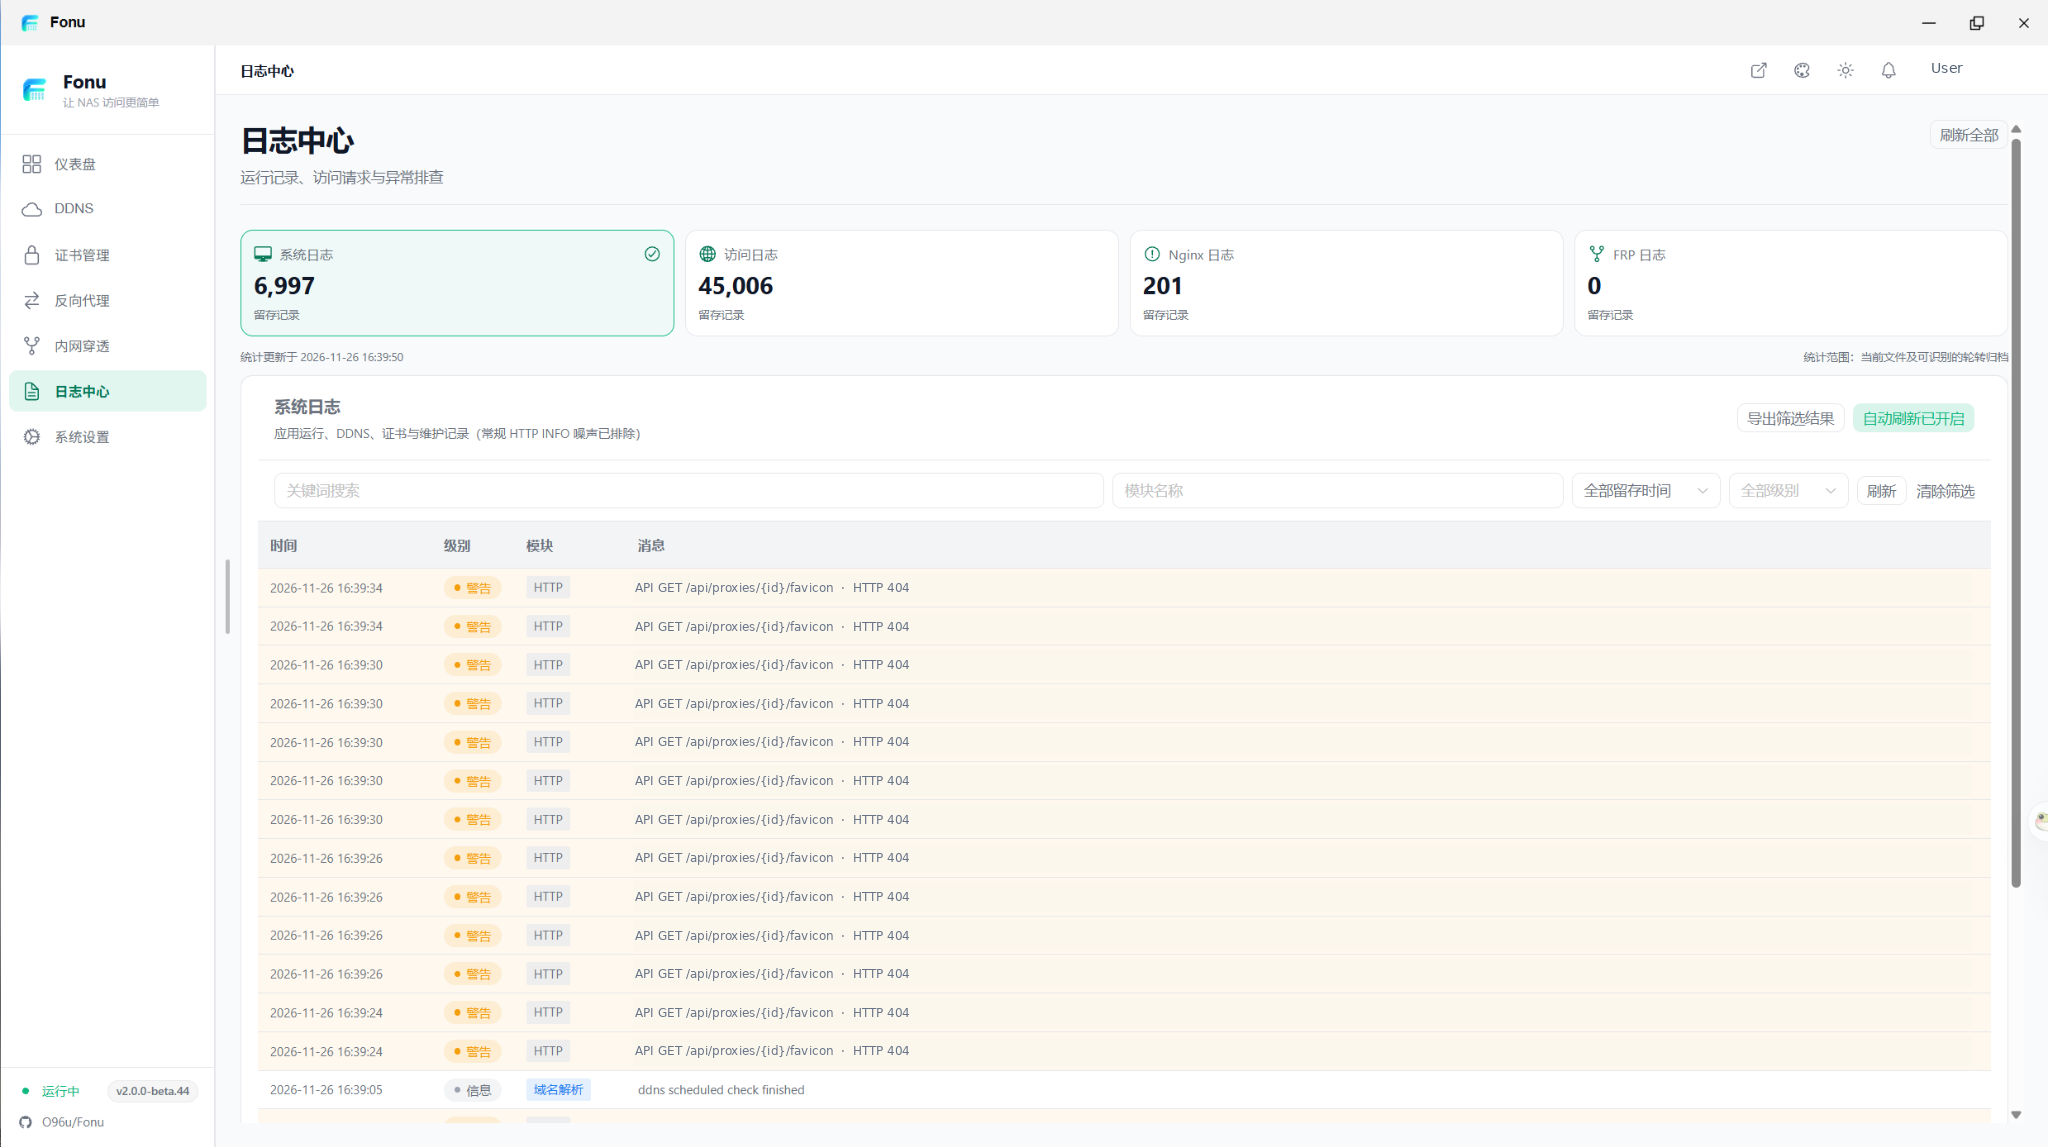 Fonu
Fonu
让 NAS 访问更简单
仪表盘
DDNS
证书管理
反向代理
内网穿透
日志中心
系统设置
运行中
v2.0.0-beta.44
O96u/Fonu
日志中心
User
日志中心
运行记录、访问请求与异常排查
刷新全部
系统日志
6,997
留存记录
访问日志
45,006
留存记录
Nginx 日志
201
留存记录
FRP 日志
0
留存记录
统计更新于 2026-11-26 16:39:50
统计范围：当前文件及可识别的轮转归档
系统日志
应用运行、DDNS、证书与维护记录（常规 HTTP INFO 噪声已排除）
导出筛选结果
自动刷新已开启
关键词搜索
模块名称
全部留存时间
全部级别
刷新
清除筛选
时间 级别 模块 消息
2026-11-26 16:39:34 警告 HTTP API GET /api/proxies/{id}/favicon · HTTP 404
2026-11-26 16:39:34 警告 HTTP API GET /api/proxies/{id}/favicon · HTTP 404
2026-11-26 16:39:30 警告 HTTP API GET /api/proxies/{id}/favicon · HTTP 404
2026-11-26 16:39:30 警告 HTTP API GET /api/proxies/{id}/favicon · HTTP 404
2026-11-26 16:39:30 警告 HTTP API GET /api/proxies/{id}/favicon · HTTP 404
2026-11-26 16:39:30 警告 HTTP API GET /api/proxies/{id}/favicon · HTTP 404
2026-11-26 16:39:30 警告 HTTP API GET /api/proxies/{id}/favicon · HTTP 404
2026-11-26 16:39:26 警告 HTTP API GET /api/proxies/{id}/favicon · HTTP 404
2026-11-26 16:39:26 警告 HTTP API GET /api/proxies/{id}/favicon · HTTP 404
2026-11-26 16:39:26 警告 HTTP API GET /api/proxies/{id}/favicon · HTTP 404
2026-11-26 16:39:26 警告 HTTP API GET /api/proxies/{id}/favicon · HTTP 404
2026-11-26 16:39:24 警告 HTTP API GET /api/proxies/{id}/favicon · HTTP 404
2026-11-26 16:39:24 警告 HTTP API GET /api/proxies/{id}/favicon · HTTP 404
2026-11-26 16:39:05 信息 域名解析 ddns scheduled check finished